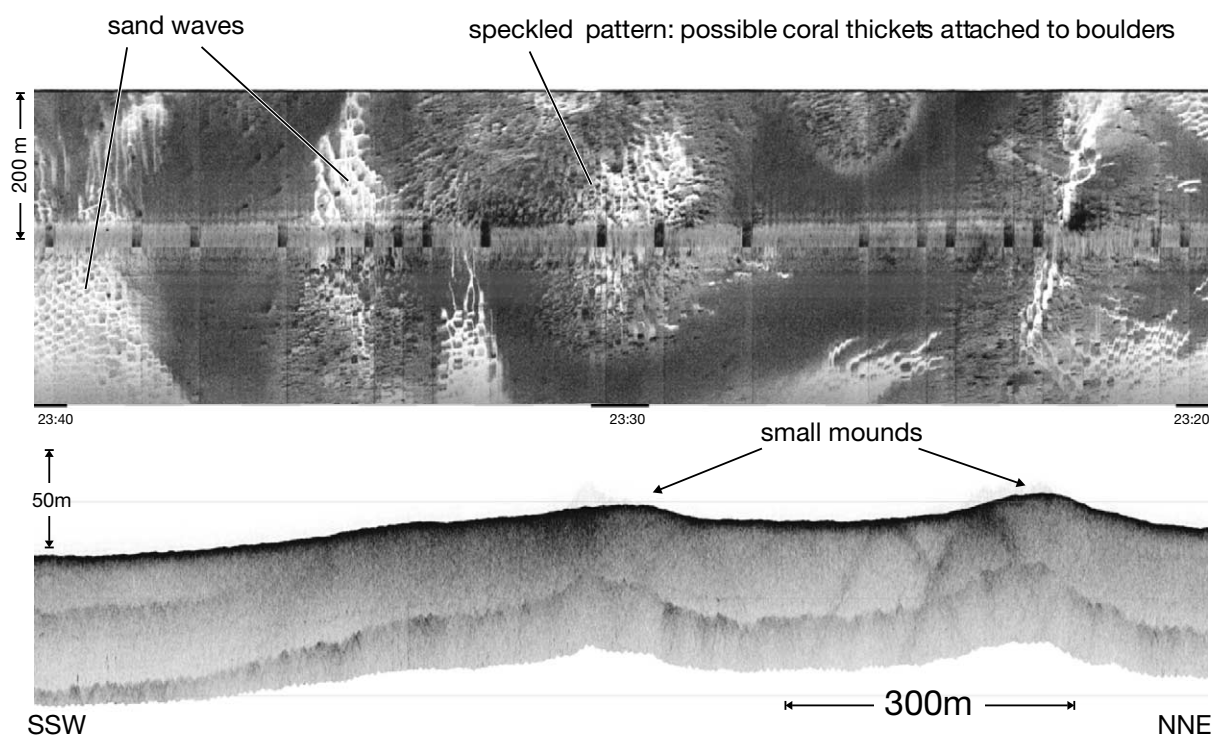 sand waves
speckled pattern: possible coral thickets attached to boulders
200 m
23:40
23:30
23:20
small mounds
50m
300m
SSW
NNE